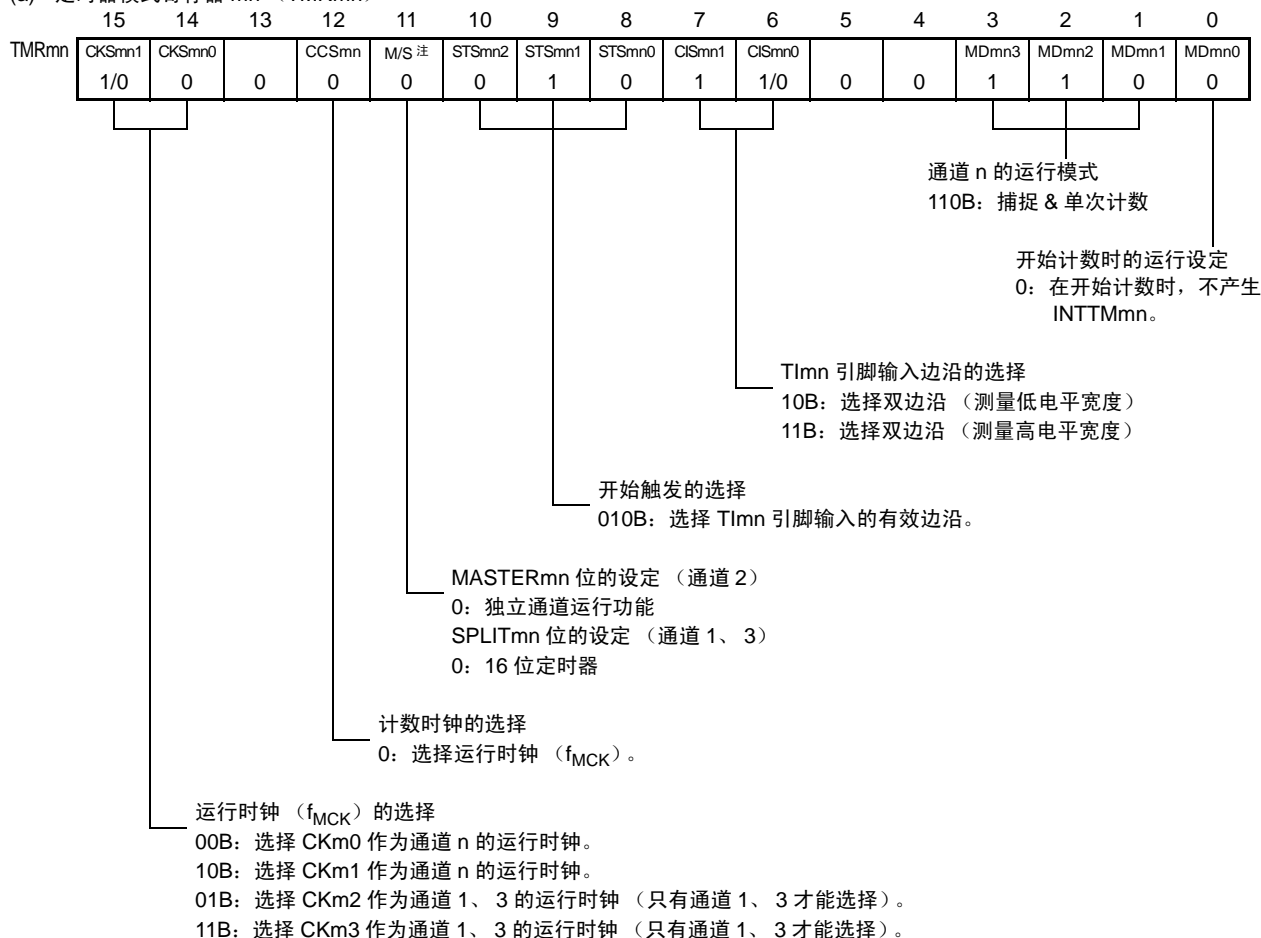 15 14 13 12 11 10 9 8 7 6 5 4 3 2 1 0
TMRmn CKSmn1 CKSmn0 CCSmn M/S 注 STSmn2 STSmn1 STSmn0 CISmn1 CISmn0 MDmn3 MDmn2 MDmn1 MDmn0
1/0 0 0 0 0 0 1 0 1 1/0 0 0 1 1 0 0
通道 n 的运行模式
110B：捕捉 & 单次计数
开始计数时的运行设定
0：在开始计数时，不产生
INTTMmn。
TImn 引脚输入边沿的选择
10B：选择双边沿 （测量低电平宽度）
11B：选择双边沿 （测量高电平宽度）
开始触发的选择
010B：选择 TImn 引脚输入的有效边沿。
MASTERmn 位的设定 （通道 2）
0：独立通道运行功能
SPLITmn 位的设定 （通道 1、 3）
0：16 位定时器
计数时钟的选择
0：选择运行时钟 （fMCK）。
运行时钟 （fMCK）的选择
00B：选择 CKm0 作为通道 n 的运行时钟。
10B：选择 CKm1 作为通道 n 的运行时钟。
01B：选择 CKm2 作为通道 1、 3 的运行时钟 （只有通道 1、 3 才能选择）。
11B：选择 CKm3 作为通道 1、 3 的运行时钟 （只有通道 1、 3 才能选择）。